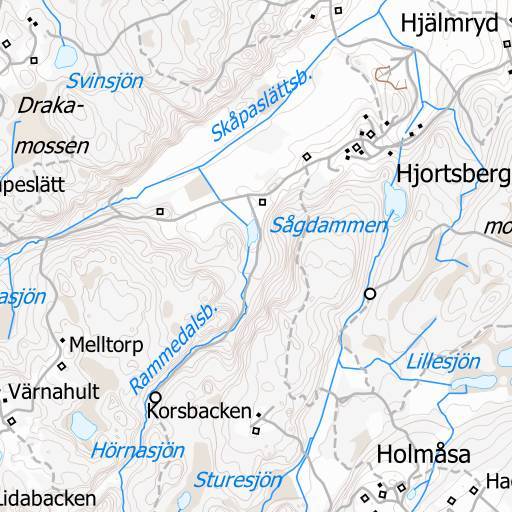 Hjälmryd
Svinsjön
Skåpaslättsb.
Draka-
mossen
Hjortsberg
peslätt
Sågdammen
mo
asjön
Rammedalsb.
Melltorp
Lillesjön
Värnahult
Korsbacken
Hörnasjön
Holmåsa
Sturesjön
Ha
Lidabacken